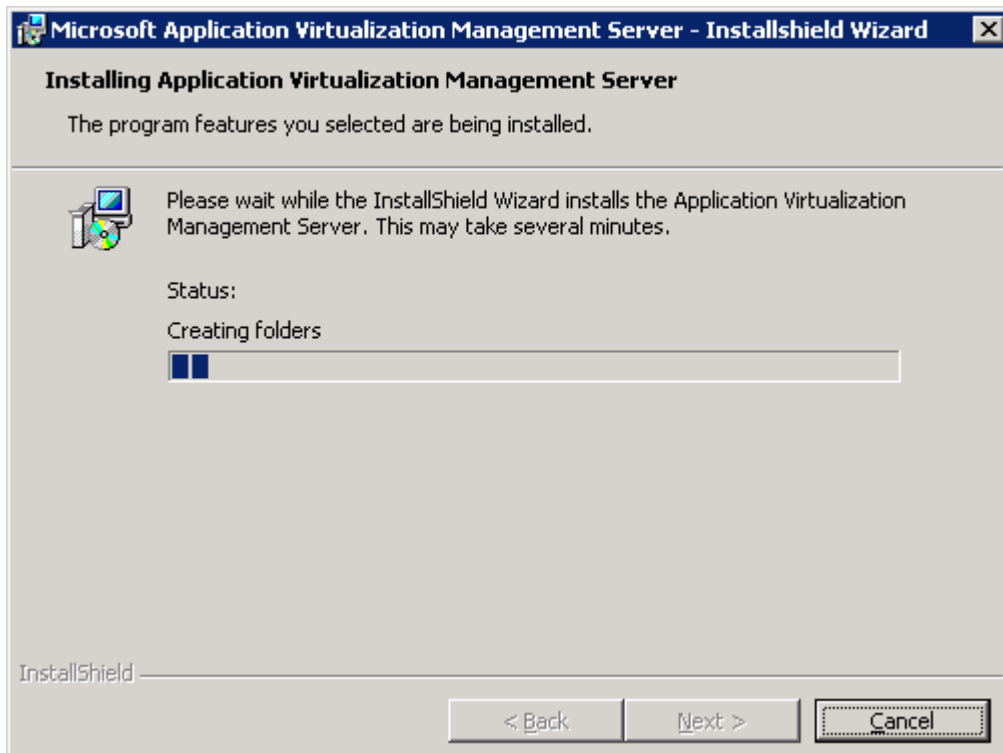 Microsoft Application Virtualization Management Server - Installshield Wizard
Installing Application Virtualization Management Server
The program features you selected are being installed.
Please wait while the InstallShield Wizard installs the Application Virtualization
Management Server. This may take several minutes.
Status:
Creating folders
InstallShield
< Back
Next >
Cancel